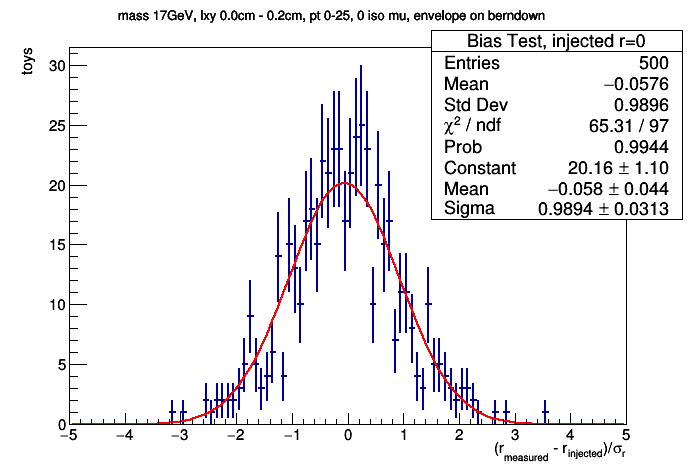 mass 17GeV, lxy 0.0cm - 0.2cm, pt 0-25, 0 iso mu, envelope on berndown
Bias Test, injected r=0
Entries 500
Mean −0.0576
Std Dev 0.9896
χ² / ndf 65.31 / 97
Prob 0.9944
Constant 20.16 ± 1.10
Mean −0.058 ± 0.044
Sigma 0.9894 ± 0.0313
toys
30
25
20
15
10
5
0
−5 −4 −3 −2 −1 0 1 2 3 4 5
(r_measured - r_injected)/σ_r